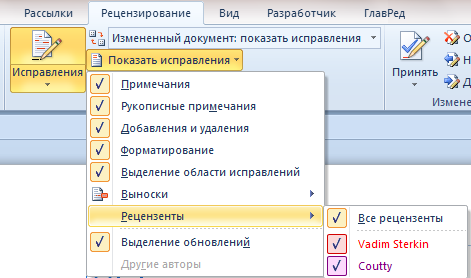 Рассылки Рецензирование Вид Разработчик ГлавРед
Измененный документ: показать исправления
Исправления
Показать исправления
Принять
Примечания
Рукописные примечания
Добавления и удаления
Форматирование
Выделение области исправлений
Выноски
Рецензенты
Все рецензенты
Vadim Sterkin
Coutty
Выделение обновлений
Другие авторы
О
Н
Д
Измене